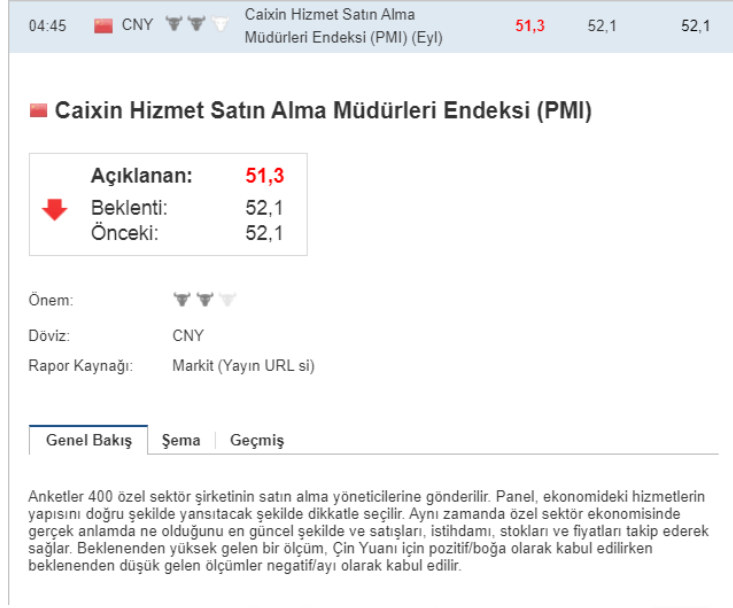 04:45 CNY Caixin Hizmet Satın Alma 51,3 52,1 52,1
Müdürleri Endeksi (PMI) (Eyl)
Caixin Hizmet Satın Alma Müdürleri Endeksi (PMI)
Açıklanan: 51,3
Beklenti: 52,1
Önceki: 52,1
Önem:
Döviz: CNY
Rapor Kaynağı: Markit (Yayın URL si)
Genel Bakış Şema Geçmiş
Anketler 400 özel sektör şirketinin satın alma yöneticilerine gönderilir. Panel, ekonomideki hizmetlerin
yapısını doğru şekilde yansıtacak şekilde dikkatle seçilir. Aynı zamanda özel sektör ekonomisinde
gerçek anlamda ne olduğunu en güncel şekilde ve satışları, istihdamı, stokları ve fiyatları takip ederek
sağlar. Beklenenden yüksek gelen bir ölçüm, Çin Yuanı için pozitif/boğa olarak kabul edilirken
beklenenden düşük gelen ölçümler negatif/ayı olarak kabul edilir.